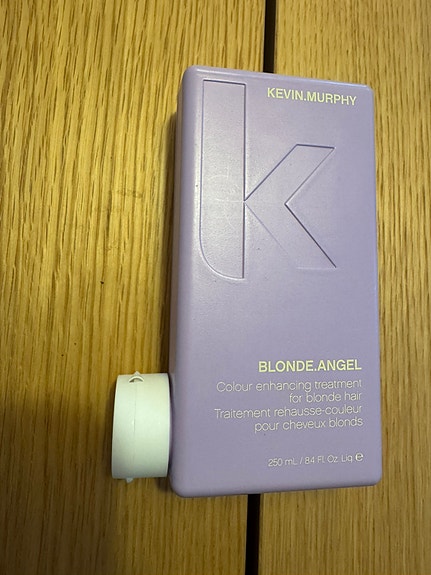 KEVIN.MURPHY
k
BLONDE.ANGEL
Colour enhancing treatment
for blonde hair
Traitement rehausse-couleur
pour cheveux blonds
250 mL / 8.4 Fl. Oz. Liq ℮